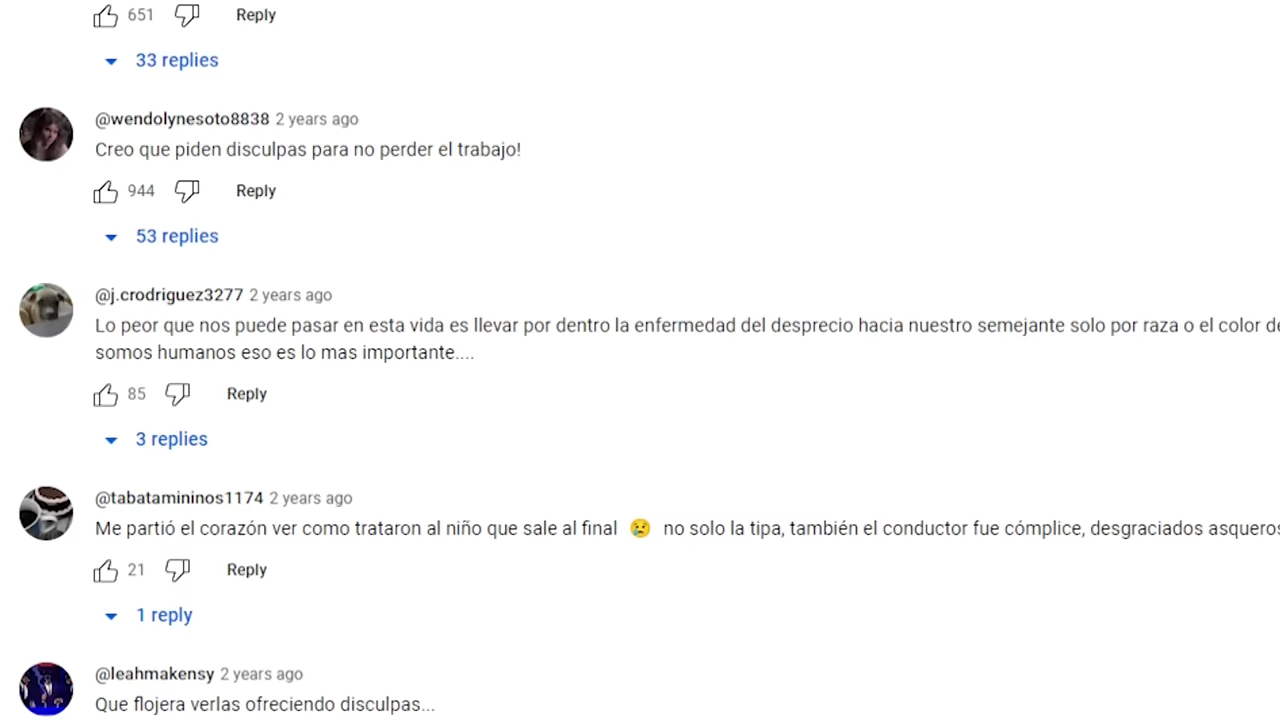 651 Reply
33 replies
@wendolynesoto8838 2 years ago
Creo que piden disculpas para no perder el trabajo!
944 Reply
53 replies
@j.crodriguez3277 2 years ago
Lo peor que nos puede pasar en esta vida es llevar por dentro la enfermedad del desprecio hacia nuestro semejante solo por raza o el color
somos humanos eso es lo mas importante....
85 Reply
3 replies
@tabatamininos1174 2 years ago
Me partió el corazón ver como trataron al niño que sale al final 😢 no solo la tipa, también el conductor fue cómplice, desgraciados
21 Reply
1 reply
@leahmakensy 2 years ago
Que flojera verlas ofreciendo disculpas...